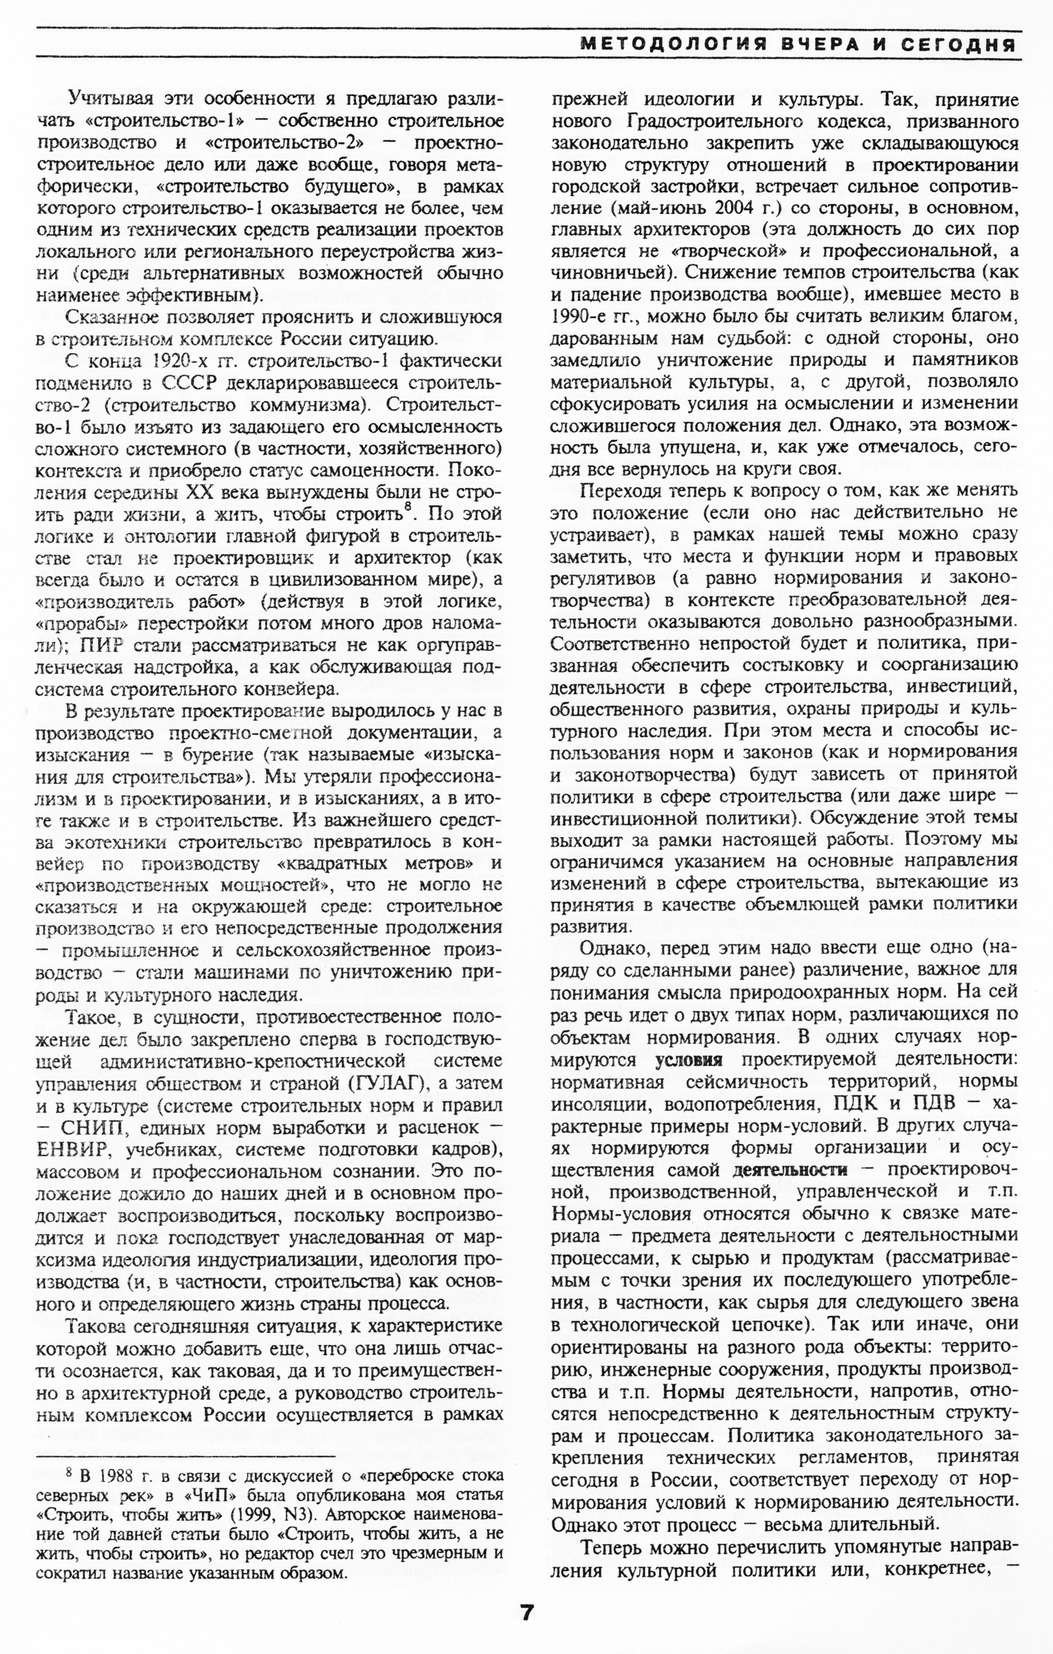 МЕТОДОЛОГИЯ ВЧЕРА И СЕГОДНЯ
Учитывая эти особенности я предлагаю разли-
чать «строительство-1» — собственно строительное
производство и «строительство-2» — проектно-
строительное дело или даже вообще, говоря мета-
форически, «строительство будущего», в рамках
которого строительство-1 оказывается не более, чем
одним из технических средств реализации проектов
локального или регионального переустройства жиз-
ни (среди альтернативных возможностей обычно
наименее эффективным).
Сказанное позволяет прояснить и сложившуюся
в строительном комплексе России ситуацию.
С конца 1920-х гг. строительство-1 фактически
подменило в СССР декларировавшееся строитель-
ство-2 (строительство коммунизма). Строительст-
во-1 было изъято из задающего его осмысленность
сложного системного (в частности, хозяйственного)
контекста и приобрело статус самоценности. Поко-
ления середины XX века вынуждены были не стро-
ить ради жизни, а жить, чтобы строить⁸. По этой
логике и онтологии главной фигурой в строитель-
стве стал не проектировщик и архитектор (как
всегда было и остатся в цивилизованном мире), а
«производитель работ» (действуя в этой логике,
«прорабы» перестройки потом много дров налома-
ли); ПИР стали рассматриваться не как оргуправ-
ленческая надстройка, а как обслуживающая под-
система строительного конвейера.
В результате проектирование выродилось у нас в
производство проектно-сметной документации, а
изыскания — в бурение (так называемые «изыска-
ния для строительства»). Мы утеряли профессиона-
лизм и в проектировании, и в изысканиях, а в ито-
ге также и в строительстве. Из важнейшего средст-
ва экотехники строительство превратилось в кон-
вейер по производству «квадратных метров» и
«производственных мощностей», что не могло не
сказаться и на окружающей среде: строительное
производство и его непосредственные продолжения
— промышленное и сельскохозяйственное произ-
водство — стали машинами по уничтожению при-
роды и культурного наследия.
Такое, в сущности, противоестественное поло-
жение дел было закреплено сперва в господствую-
щей администативно-крепостнической системе
управления обществом и страной (ГУЛАГ), а затем
и в культуре (системе строительных норм и правил
— СНИП, единых норм выработки и расценок —
ЕНВИР, учебниках, системе подготовки кадров),
массовом и профессиональном сознании. Это по-
ложение дожило до наших дней и в основном про-
должает воспроизводиться, поскольку воспроизво-
дится и пока господствует унаследованная от мар-
ксизма идеология индустриализации, идеология про-
изводства (и, в частности, строительства) как основ-
ного и определяющего жизнь страны процесса.
Такова сегодняшняя ситуация, к характеристике
которой можно добавить еще, что она лишь отчас-
ти осознается, как таковая, да и то преимуществен-
но в архитектурной среде, а руководство строитель-
ным комплексом России осуществляется в рамках
⁸ В 1988 г. в связи с дискуссией о «переброске стока
северных рек» в «ЧиП» была опубликована моя статья
«Строить, чтобы жить» (1999, N3). Авторское наименова-
ние той давней статьи было «Строить, чтобы жить, а не
жить, чтобы строить», но редактор счел это чрезмерным и
сократил название указанным образом.
прежней идеологии и культуры. Так, принятие
нового Градостроительного кодекса, призванного
законодательно закрепить уже складывающуюся
новую структуру отношений в проектировании
городской застройки, встречает сильное сопротив-
ление (май-июнь 2004 г.) со стороны, в основном,
главных архитекторов (эта должность до сих пор
является не «творческой» и профессиональной, а
чиновничьей). Снижение темпов строительства (как
и падение производства вообще), имевшее место в
1990-е гг., можно было бы считать великим благом,
дарованным нам судьбой: с одной стороны, оно
замедлило уничтожение природы и памятников
материальной культуры, а, с другой, позволяло
сфокусировать усилия на осмыслении и изменении
сложившегося положения дел. Однако, эта возмож-
ность была упущена, и, как уже отмечалось, сего-
дня все вернулось на круги своя.
Переходя теперь к вопросу о том, как же менять
это положение (если оно нас действительно не
устраивает), в рамках нашей темы можно сразу
заметить, что места и функции норм и правовых
регулятивов (а равно нормирования и законо-
творчества) в контексте преобразовательной дея-
тельности оказываются довольно разнообразными.
Соответственно непростой будет и политика, при-
званная обеспечить состыковку и соорганизацию
деятельности в сфере строительства, инвестиций,
общественного развития, охраны природы и куль-
турного наследия. При этом места и способы ис-
пользования норм и законов (как и нормирования
и законотворчества) будут зависеть от принятой
политики в сфере строительства (или даже шире —
инвестиционной политики). Обсуждение этой темы
выходит за рамки настоящей работы. Поэтому мы
ограничимся указанием на основные направления
изменений в сфере строительства, вытекающие из
принятия в качестве объемлющей рамки политики
развития.
Однако, перед этим надо ввести еще одно (на-
ряду со сделанными ранее) различение, важное для
понимания смысла природоохранных норм. На сей
раз речь идет о двух типах норм, различающихся по
объектам нормирования. В одних случаях нор-
мируются условия проектируемой деятельности:
нормативная сейсмичность территорий, нормы
инсоляции, водопотребления, ПДК и ПДВ — ха-
рактерные примеры норм-условий. В других случа-
ях нормируются формы организации и осу-
ществления самой деятельности — проектировоч-
ной, производственной, управленческой и т.п.
Нормы-условия относятся обычно к связке мате-
риала — предмета деятельности с деятельностными
процессами, к сырью и продуктам (рассматривае-
мым с точки зрения их последующего употребле-
ния, в частности, как сырья для следующего звена
в технологической цепочке). Так или иначе, они
ориентированы на разного рода объекты: террито-
рию, инженерные сооружения, продукты производ-
ства и т.п. Нормы деятельности, напротив, отно-
сятся непосредственно к деятельностным структу-
рам и процессам. Политика законодательного за-
крепления технических регламентов, принятая
сегодня в России, соответствует переходу от нор-
мирования условий к нормированию деятельности.
Однако этот процесс — весьма длительный.
Теперь можно перечислить упомянутые направ-
ления культурной политики или, конкретнее, —
7